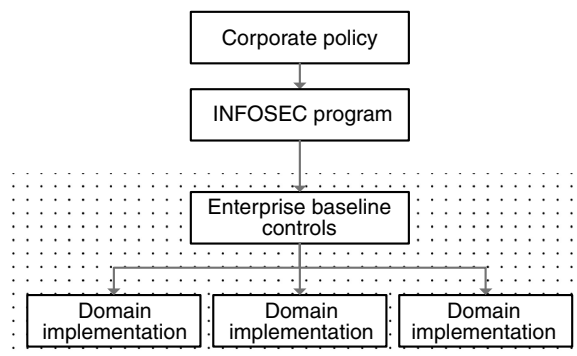 Corporate policy
INFOSEC program
Enterprise baseline
controls
Domain
implementation
Domain
implementation
Domain
implementation